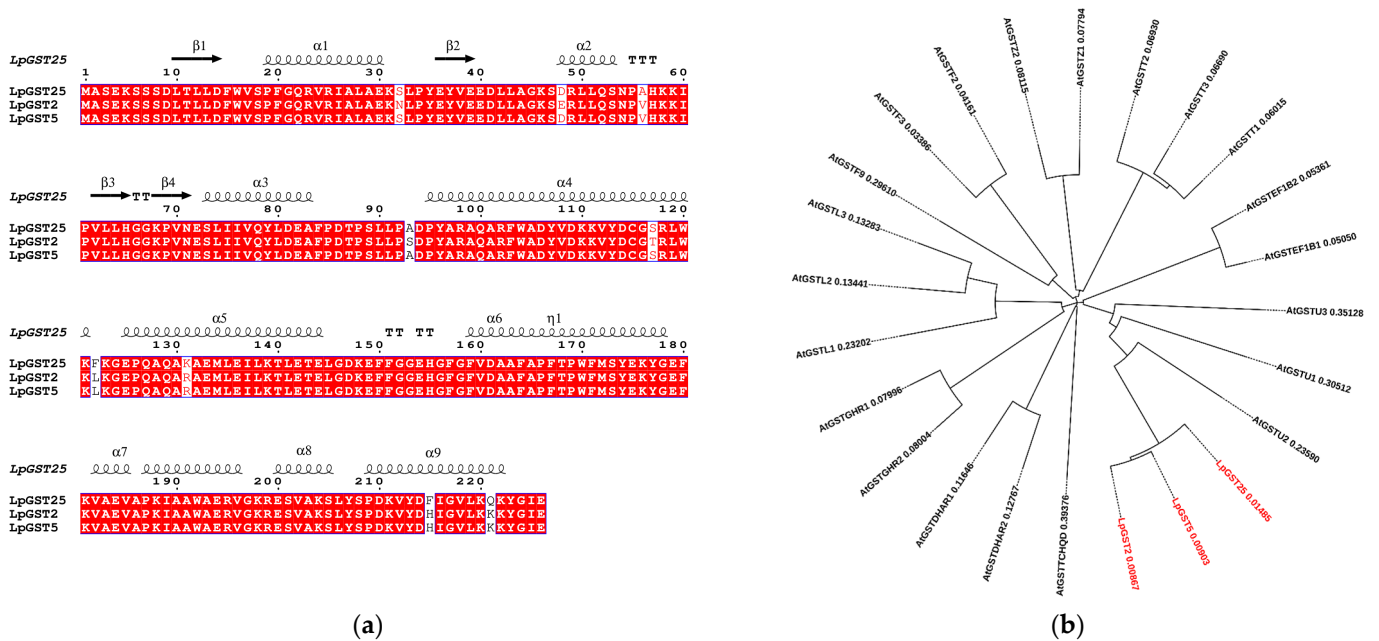 β1 α1 β2 α2
LpGST25 TTT
1 10 20 30 40 50 60
LpGST25 MASEKSSSDLTLLDFWVSPFGQRVRIALAEKSLPYEYVEEDLLAGKSDRLLQSNPAHKKI
LpGST2 MASEKSSSDLTLLDFWVSPFGQRVRIALAEKNLPYEYVEEDLLAGKSERLLQSNPVHKKI
LpGST5 MASEKSSSDLTLLDFWVSPFGQRVRIALAEKSLPYEYVEEDLLAGKSDRLLQSNPVHKKI
β3 β4 α3 α4
LpGST25 TT
70 80 90 100 110 120
LpGST25 PVLLHGGKPVNESLIIVQYLDEAFPDTPSLLPADPYARAQARFWADYVDKKVYDCGSRLW
LpGST2 PVLLHGGKPVNESLIIVQYLDEAFPDTPSLLPSDPYARAQARFWADYVDKKVYDCGTRLW
LpGST5 PVLLHGGKPVNESLIIVQYLDEAFPDTPSLLPADPYARAQARFWADYVDKKVYDCGSRLW
α5 α6 η1
LpGST25 TT TT
130 140 150 160 170 180
LpGST25 KFKGEPQAQAKAEMLEILKTLETELGDKEFFGGEHGFGFVDAAFAPFTPWFMSYEKYGEF
LpGST2 KLKGEPQAQARAEMLEILKTLETELGDKEFFGGEHGFGFVDAAFAPFTPWFMSYEKYGEF
LpGST5 KLKGEPQAQARAEMLEILKTLETELGDKEFFGGEHGFGFVDAAFAPFTPWFMSYEKYGEF
α7 α8 α9
LpGST25
190 200 210 220
LpGST25 KVAEVAPKIAAWAERVGKRESVAKSLYSPDKVYDFIGVLKQKYGIE
LpGST2 KVAEVAPKIAAWAERVGKRESVAKSLYSPDKVYDHIGVLKKKYGIE
LpGST5 KVAEVAPKIAAWAERVGKRESVAKSLYSPDKVYDHIGVLKKKYGIE
(a)
AtGSTZ1 0.07794
AtGSTT2 0.06930
AtGSTT3 0.06690
AtGSTT1 0.06015
AtGSTEF1B2 0.05361
AtGSTEF1B1 0.05050
AtGSTU3 0.35128
AtGSTU1 0.30512
AtGSTU2 0.23590
LpGST25 0.01485
LpGST5 0.00903
LpGST2 0.00867
AtGSTTCHQD 0.39376
AtGSTDHAR2 0.12767
AtGSTDHAR1 0.11646
AtGSTGHR2 0.08004
AtGSTGHR1 0.07996
AtGSTL1 0.23202
AtGSTL2 0.13441
AtGSTL3 0.13283
AtGSTF9 0.29610
AtGSTF3 0.03386
AtGSTF2 0.04161
AtGSTZ2 0.08115
(b)